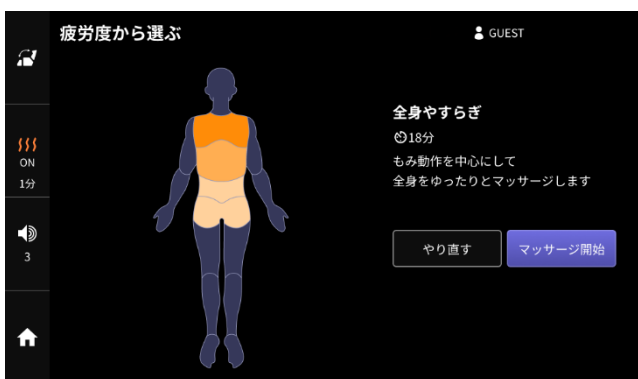 疲労度から選ぶ
GUEST
ON
1分
3
全身やすらぎ
18分
もみ動作を中心にして
全身をゆったりとマッサージします
やり直す
マッサージ開始